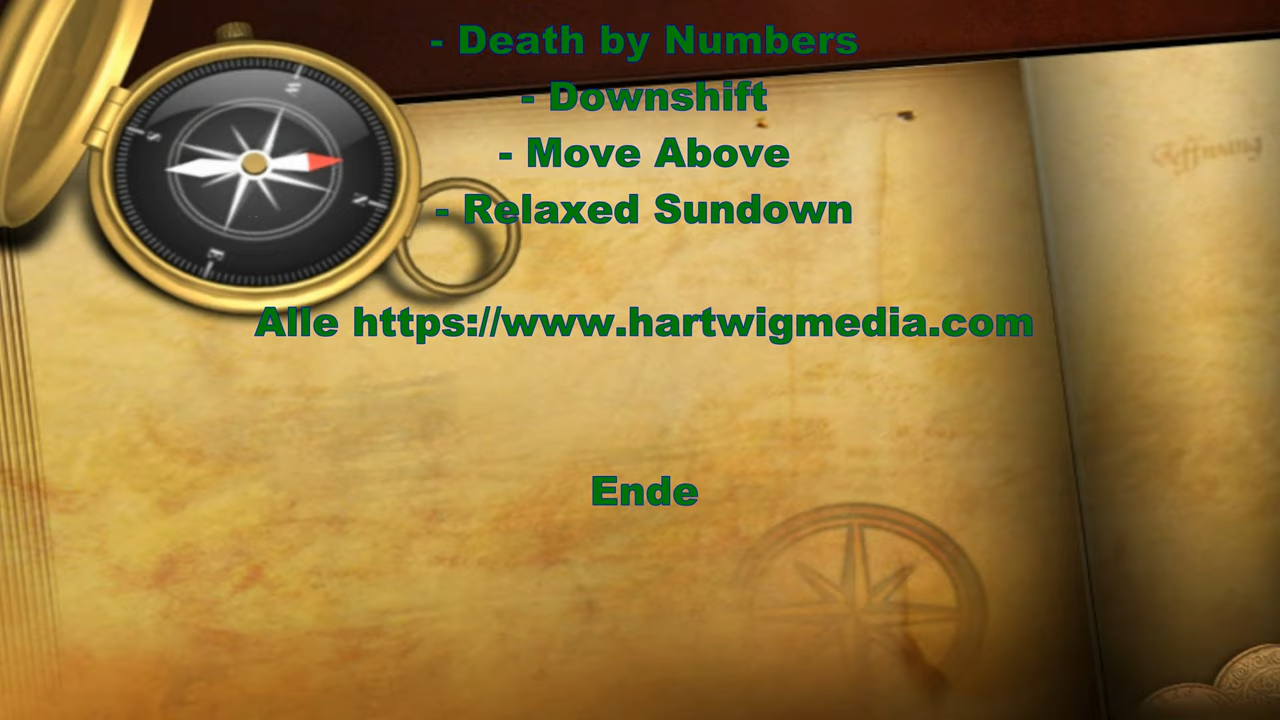 - Death by Numbers
- Downshift
- Move Above
- Relaxed Sundown
Alle https://www.hartwigmedia.com
Ende